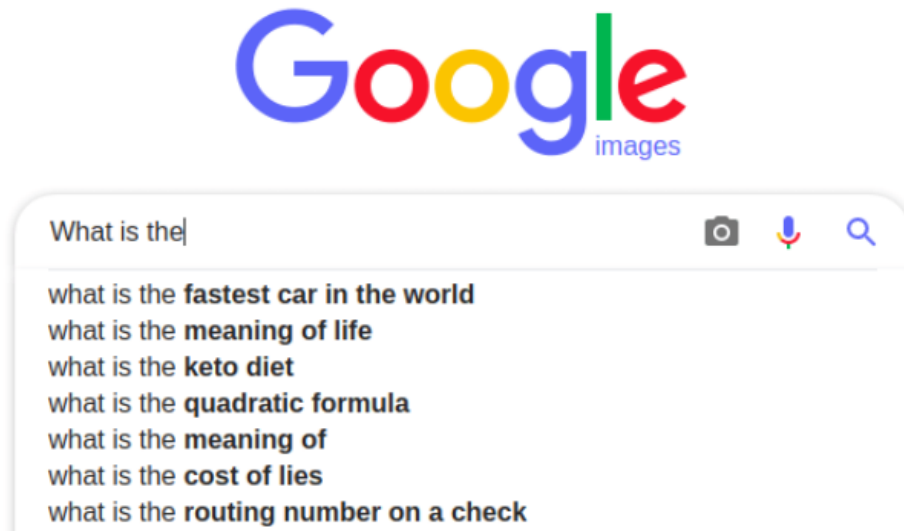 Google
images
What is the
what is the fastest car in the world
what is the meaning of life
what is the keto diet
what is the quadratic formula
what is the meaning of
what is the cost of lies
what is the routing number on a check